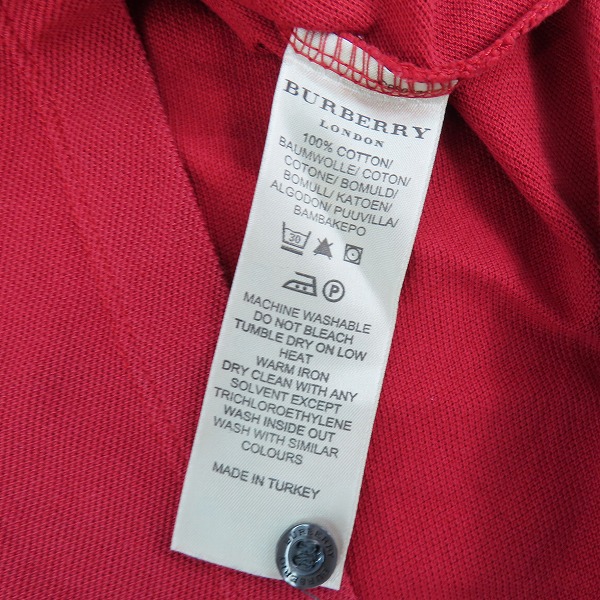 BURBERRY
LONDON
100% COTTON/
BAUMWOLLE/ COTON/
COTONE/ BOMULD/
BOMULL/ KATOEN/
ALGODON/ PUUVILLA/
BAMBAKEPO
30
P
MACHINE WASHABLE
DO NOT BLEACH
TUMBLE DRY ON LOW
HEAT
WARM IRON
DRY CLEAN WITH ANY
SOLVENT EXCEPT
TRICHLOROETHYLENE
WASH INSIDE OUT
WASH WITH SIMILAR
COLOURS
MADE IN TURKEY
BURBERRY